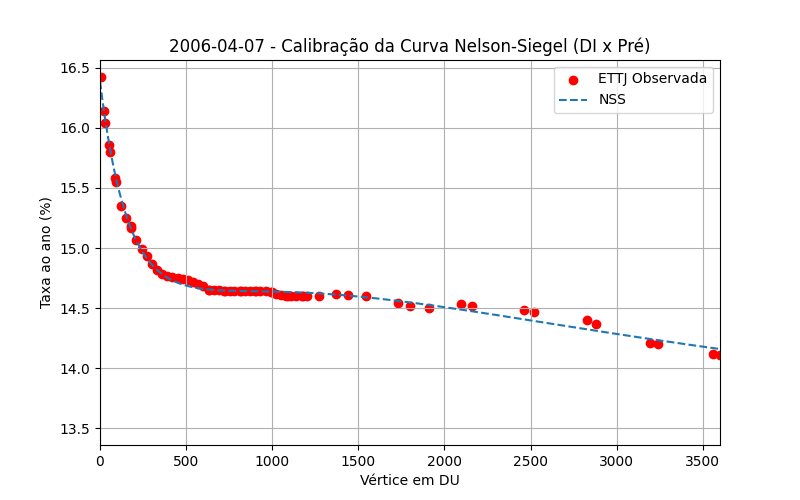 2006-04-07 - Calibração da Curva Nelson-Siegel (DI x Pré)
ETTJ Observada
NSS
Taxa ao ano (%)
16.5
16.0
15.5
15.0
14.5
14.0
13.5
0 500 1000 1500 2000 2500 3000 3500
Vértice em DU